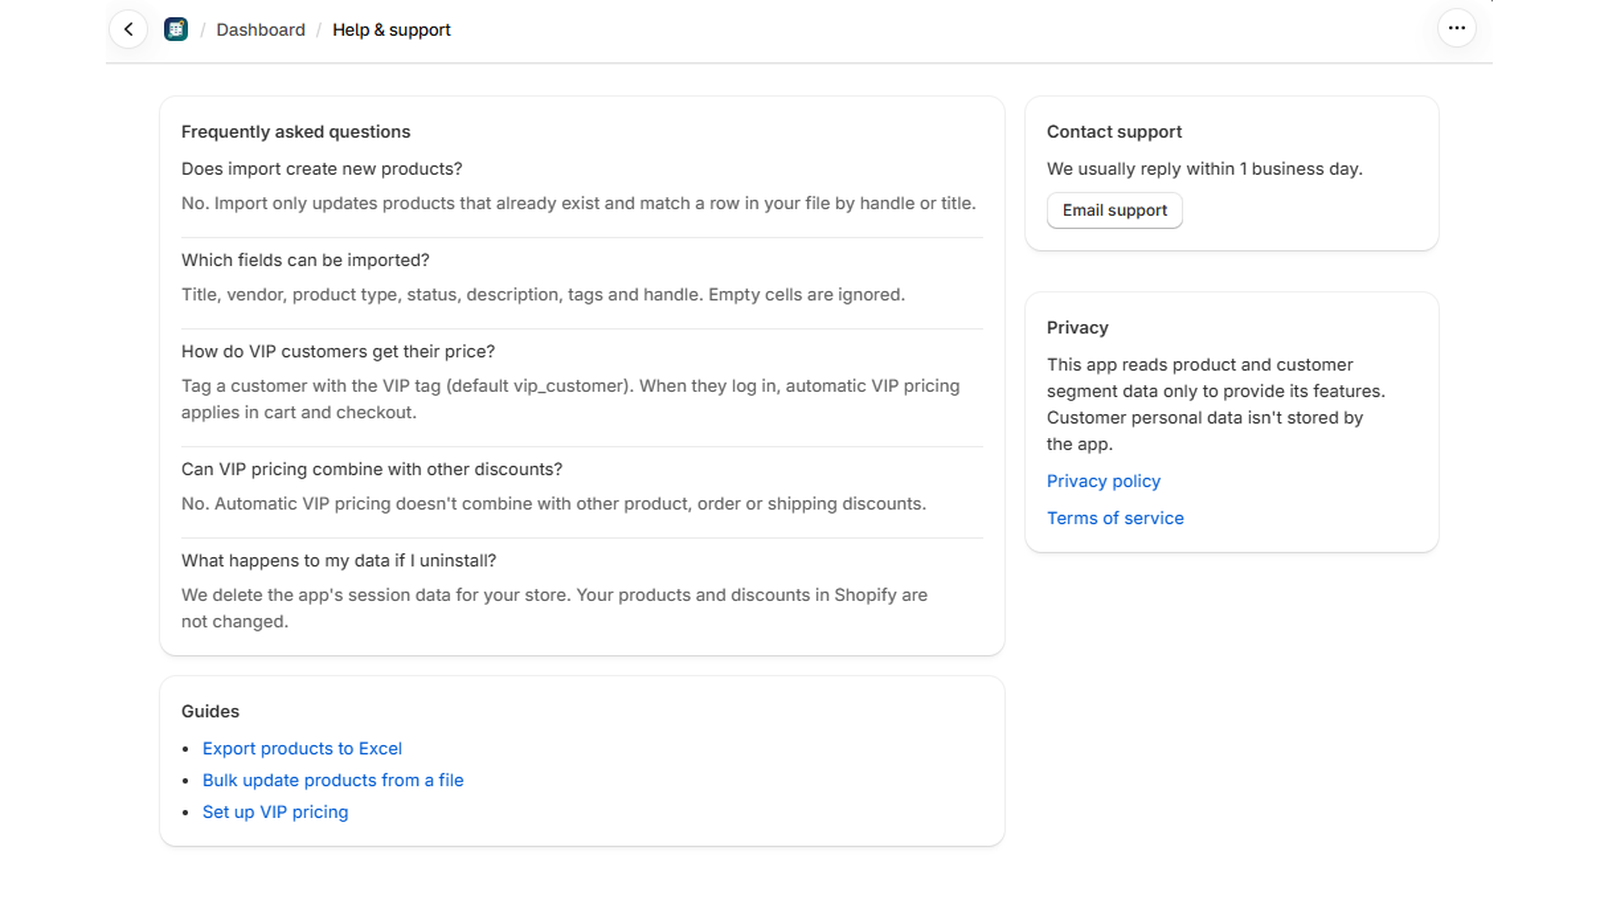 Dashboard / Help & support
Frequently asked questions
Does import create new products?
No. Import only updates products that already exist and match a row in your file by handle or title.
Which fields can be imported?
Title, vendor, product type, status, description, tags and handle. Empty cells are ignored.
How do VIP customers get their price?
Tag a customer with the VIP tag (default vip_customer). When they log in, automatic VIP pricing
applies in cart and checkout.
Can VIP pricing combine with other discounts?
No. Automatic VIP pricing doesn't combine with other product, order or shipping discounts.
What happens to my data if I uninstall?
We delete the app's session data for your store. Your products and discounts in Shopify are
not changed.
Guides
Export products to Excel
Bulk update products from a file
Set up VIP pricing
Contact support
We usually reply within 1 business day.
Email support
Privacy
This app reads product and customer
segment data only to provide its features.
Customer personal data isn't stored by
the app.
Privacy policy
Terms of service